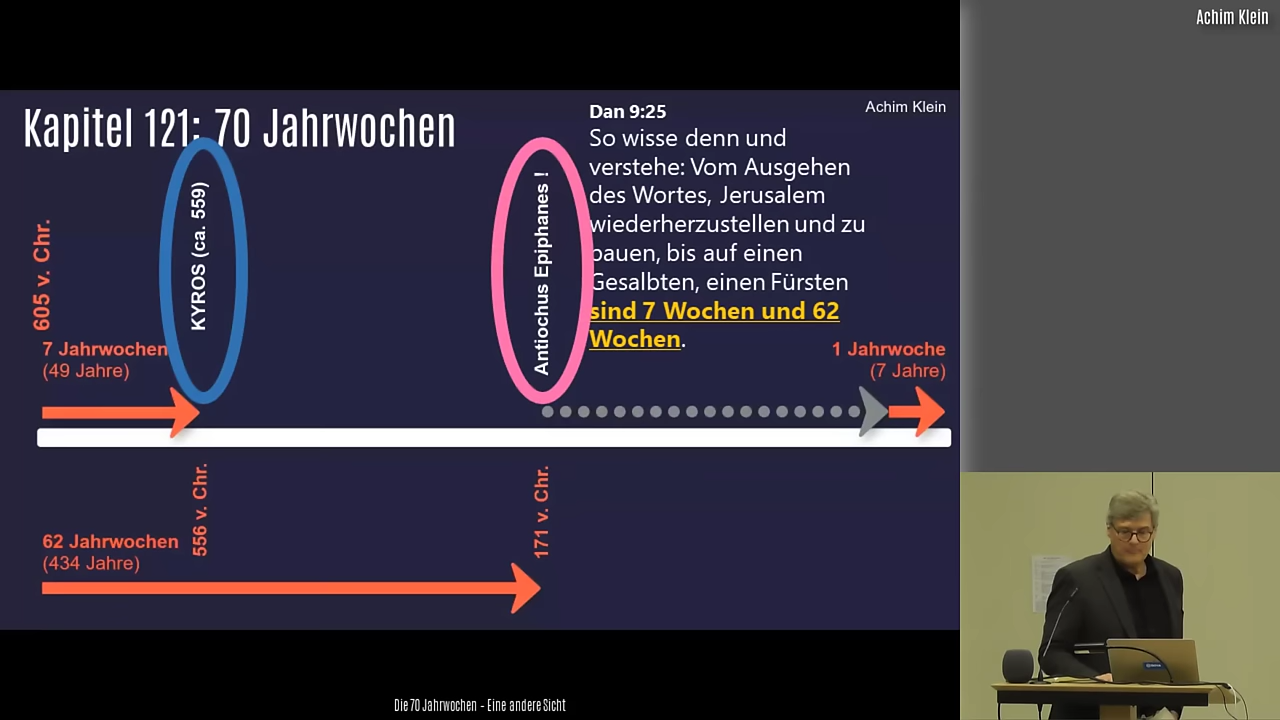 Achim Klein
Kapitel 121: 70 Jahrwochen
Achim Klein
Dan 9:25
So wisse denn und
verstehe: Vom Ausgehen
des Wortes, Jerusalem
wiederherzustellen und zu
bauen, bis auf einen
Gesalbten, einen Fürsten
sind 7 Wochen und 62
Wochen.
605 v. Chr.
KYROS (ca. 559)
Antiochus Epiphanes !
7 Jahrwochen
(49 Jahre)
1 Jahrwoche
(7 Jahre)
556 v. Chr.
171 v. Chr.
62 Jahrwochen
(434 Jahre)
Die 70 Jahrwochen - Eine andere Sicht